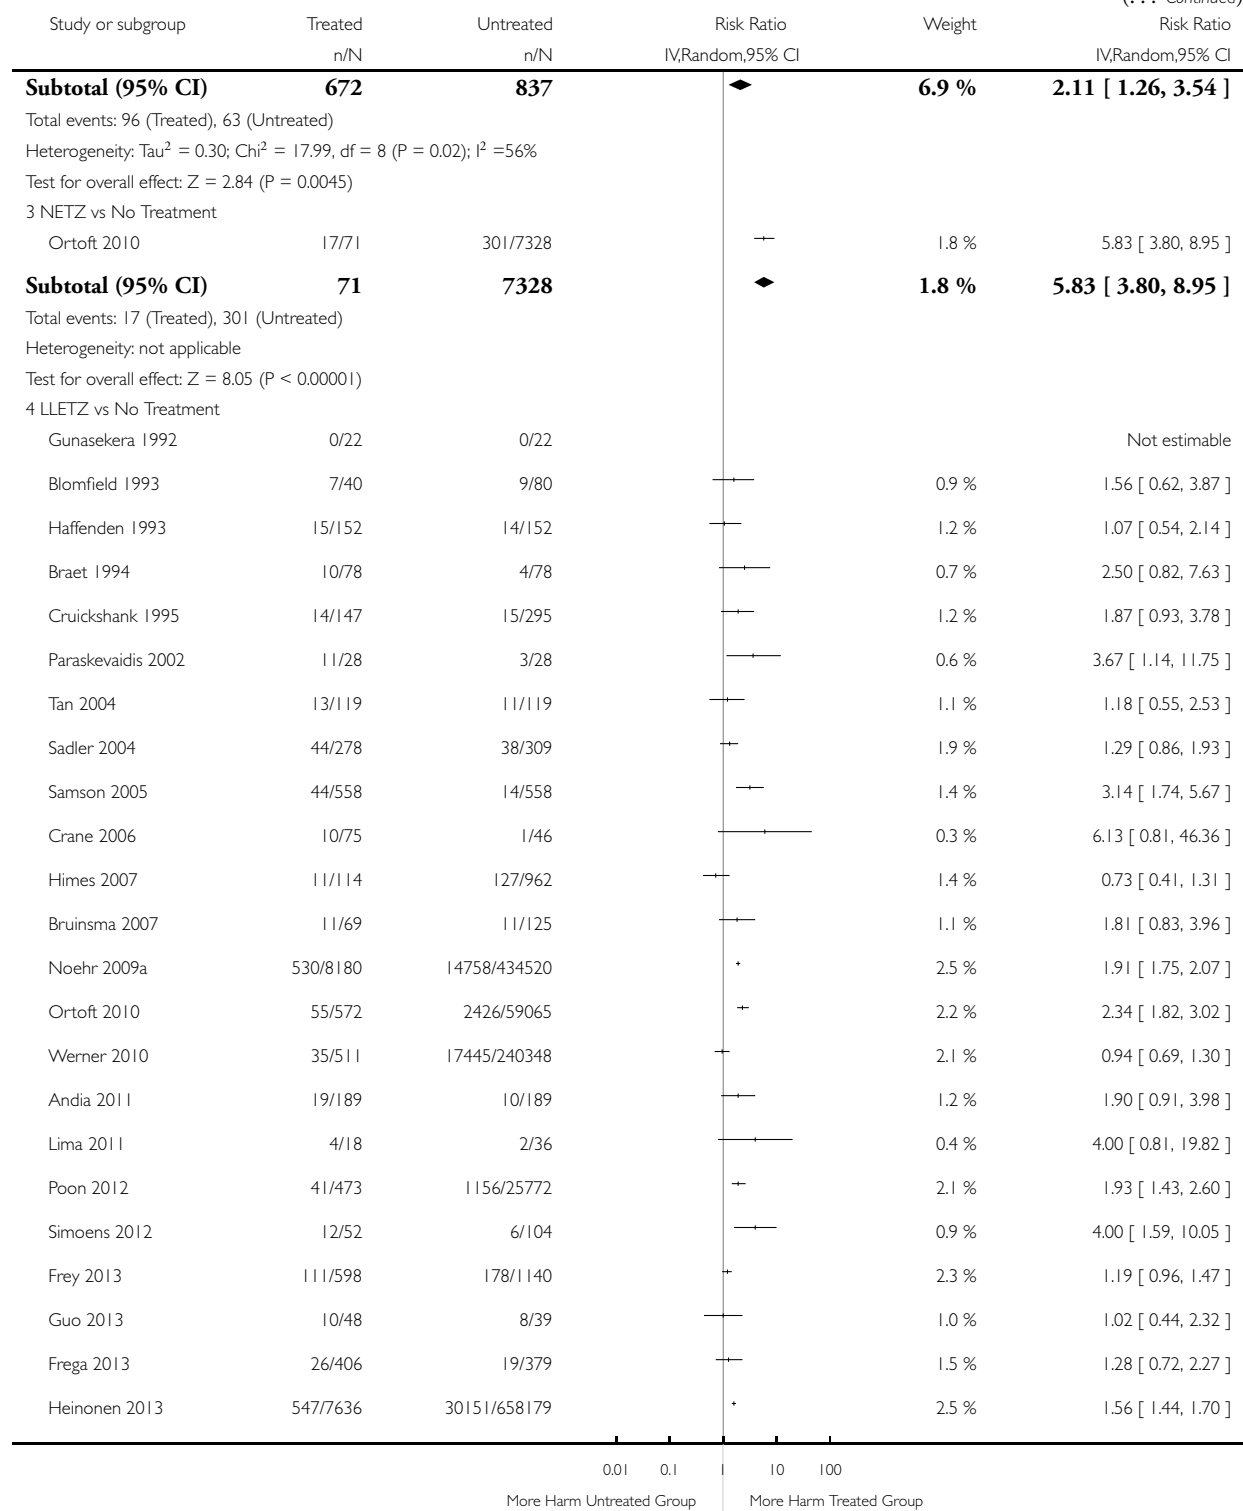 (... Continued)
Study or subgroup Treated Untreated Risk Ratio Weight Risk Ratio
n/N n/N IV,Random,95% CI IV,Random,95% CI
Subtotal (95% CI) 672 837 6.9 % 2.11 [ 1.26, 3.54 ]
Total events: 96 (Treated), 63 (Untreated)
Heterogeneity: Tau² = 0.30; Chi² = 17.99, df = 8 (P = 0.02); I² =56%
Test for overall effect: Z = 2.84 (P = 0.0045)
3 NETZ vs No Treatment
Ortoft 2010 17/71 301/7328 1.8 % 5.83 [ 3.80, 8.95 ]
Subtotal (95% CI) 71 7328 1.8 % 5.83 [ 3.80, 8.95 ]
Total events: 17 (Treated), 301 (Untreated)
Heterogeneity: not applicable
Test for overall effect: Z = 8.05 (P < 0.00001)
4 LLETZ vs No Treatment
Gunasekera 1992 0/22 0/22 Not estimable
Blomfield 1993 7/40 9/80 0.9 % 1.56 [ 0.62, 3.87 ]
Haffenden 1993 15/152 14/152 1.2 % 1.07 [ 0.54, 2.14 ]
Braet 1994 10/78 4/78 0.7 % 2.50 [ 0.82, 7.63 ]
Cruickshank 1995 14/147 15/295 1.2 % 1.87 [ 0.93, 3.78 ]
Paraskevaidis 2002 11/28 3/28 0.6 % 3.67 [ 1.14, 11.75 ]
Tan 2004 13/119 11/119 1.1 % 1.18 [ 0.55, 2.53 ]
Sadler 2004 44/278 38/309 1.9 % 1.29 [ 0.86, 1.93 ]
Samson 2005 44/558 14/558 1.4 % 3.14 [ 1.74, 5.67 ]
Crane 2006 10/75 1/46 0.3 % 6.13 [ 0.81, 46.36 ]
Himes 2007 11/114 127/962 1.4 % 0.73 [ 0.41, 1.31 ]
Bruinsma 2007 11/69 11/125 1.1 % 1.81 [ 0.83, 3.96 ]
Noehr 2009a 530/8180 14758/434520 2.5 % 1.91 [ 1.75, 2.07 ]
Ortoft 2010 55/572 2426/59065 2.2 % 2.34 [ 1.82, 3.02 ]
Werner 2010 35/511 17445/240348 2.1 % 0.94 [ 0.69, 1.30 ]
Andia 2011 19/189 10/189 1.2 % 1.90 [ 0.91, 3.98 ]
Lima 2011 4/18 2/36 0.4 % 4.00 [ 0.81, 19.82 ]
Poon 2012 41/473 1156/25772 2.1 % 1.93 [ 1.43, 2.60 ]
Simoens 2012 12/52 6/104 0.9 % 4.00 [ 1.59, 10.05 ]
Frey 2013 111/598 178/1140 2.3 % 1.19 [ 0.96, 1.47 ]
Guo 2013 10/48 8/39 1.0 % 1.02 [ 0.44, 2.32 ]
Frega 2013 26/406 19/379 1.5 % 1.28 [ 0.72, 2.27 ]
Heinonen 2013 547/7636 30151/658179 2.5 % 1.56 [ 1.44, 1.70 ]
0.01 0.1 1 10 100
More Harm Untreated Group More Harm Treated Group